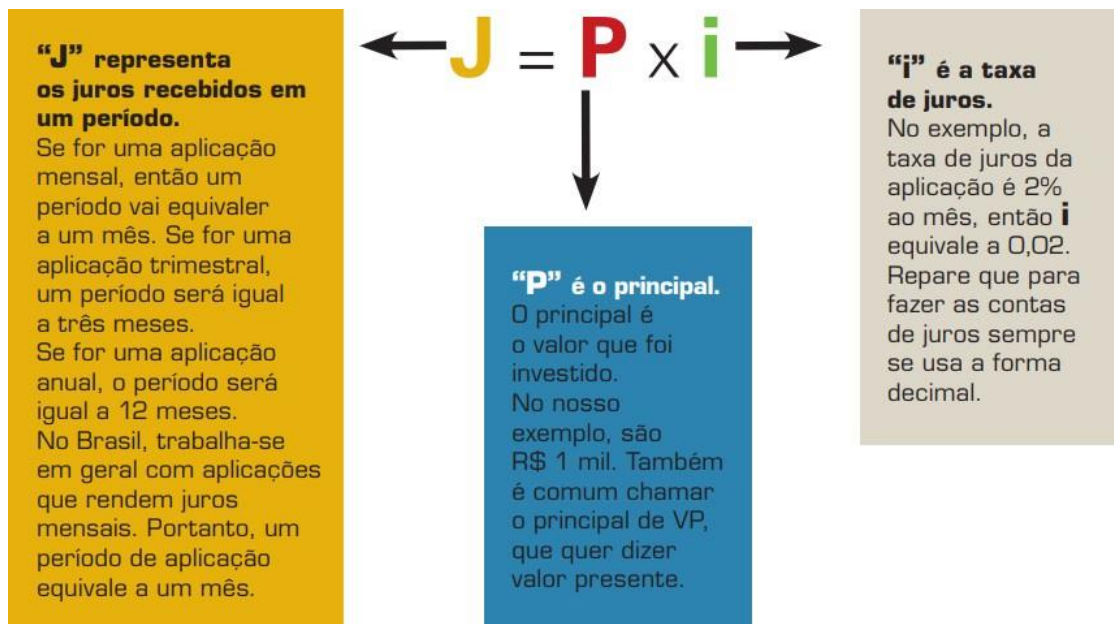 J = P x i
“J” representa
os juros recebidos em
um período.
Se for uma aplicação
mensal, então um
período vai equivaler
a um mês. Se for uma
aplicação trimestral,
um período será igual
a três meses.
Se for uma aplicação
anual, o período será
igual a 12 meses.
No Brasil, trabalha-se
em geral com aplicações
que rendem juros
mensais. Portanto, um
período de aplicação
equivale a um mês.
“P” é o principal.
O principal é
o valor que foi
investido.
No nosso
exemplo, são
R$ 1 mil. Também
é comum chamar
o principal de VP,
que quer dizer
valor presente.
“i” é a taxa
de juros.
No exemplo, a
taxa de juros da
aplicação é 2%
ao mês, então i
equivale a 0,02.
Repare que para
fazer as contas
de juros sempre
se usa a forma
decimal.